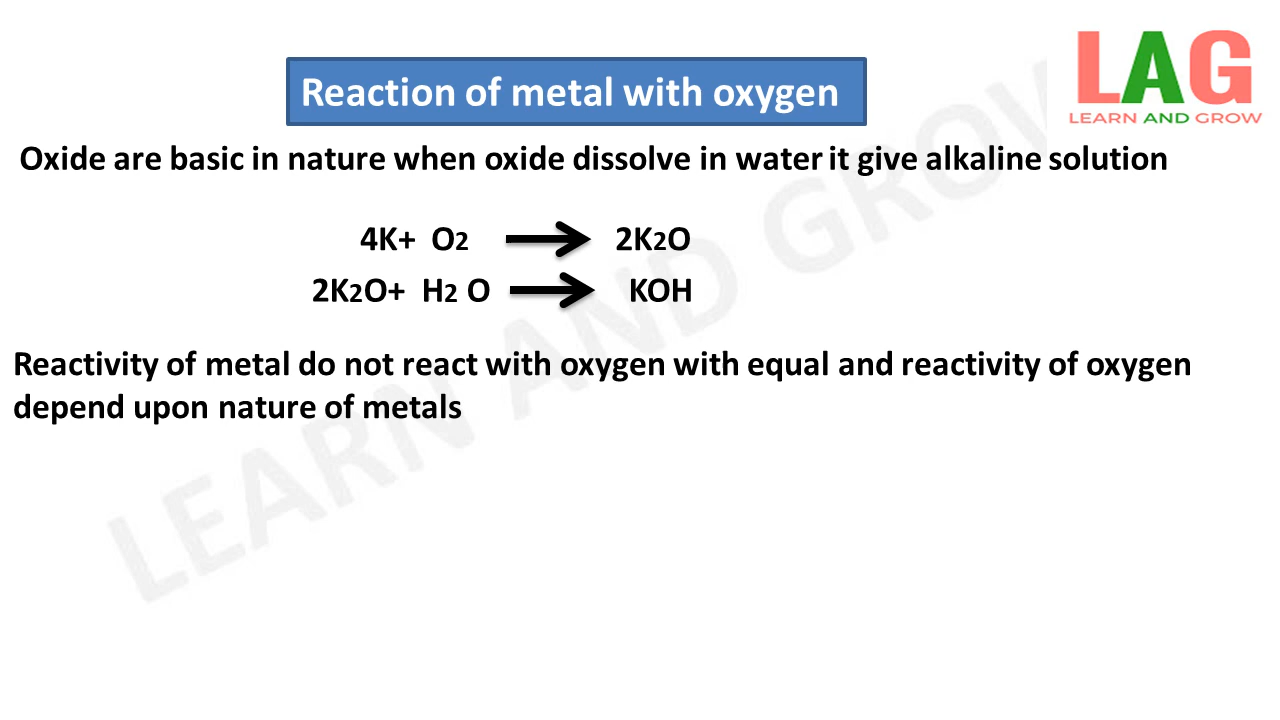 LAG
LEARN AND GROW
Reaction of metal with oxygen
Oxide are basic in nature when oxide dissolve in water it give alkaline solution
4K+ O2 → 2K2O
2K2O+ H2 O → KOH
Reactivity of metal do not react with oxygen with equal and reactivity of oxygen
depend upon nature of metals
LEARN AND GROW